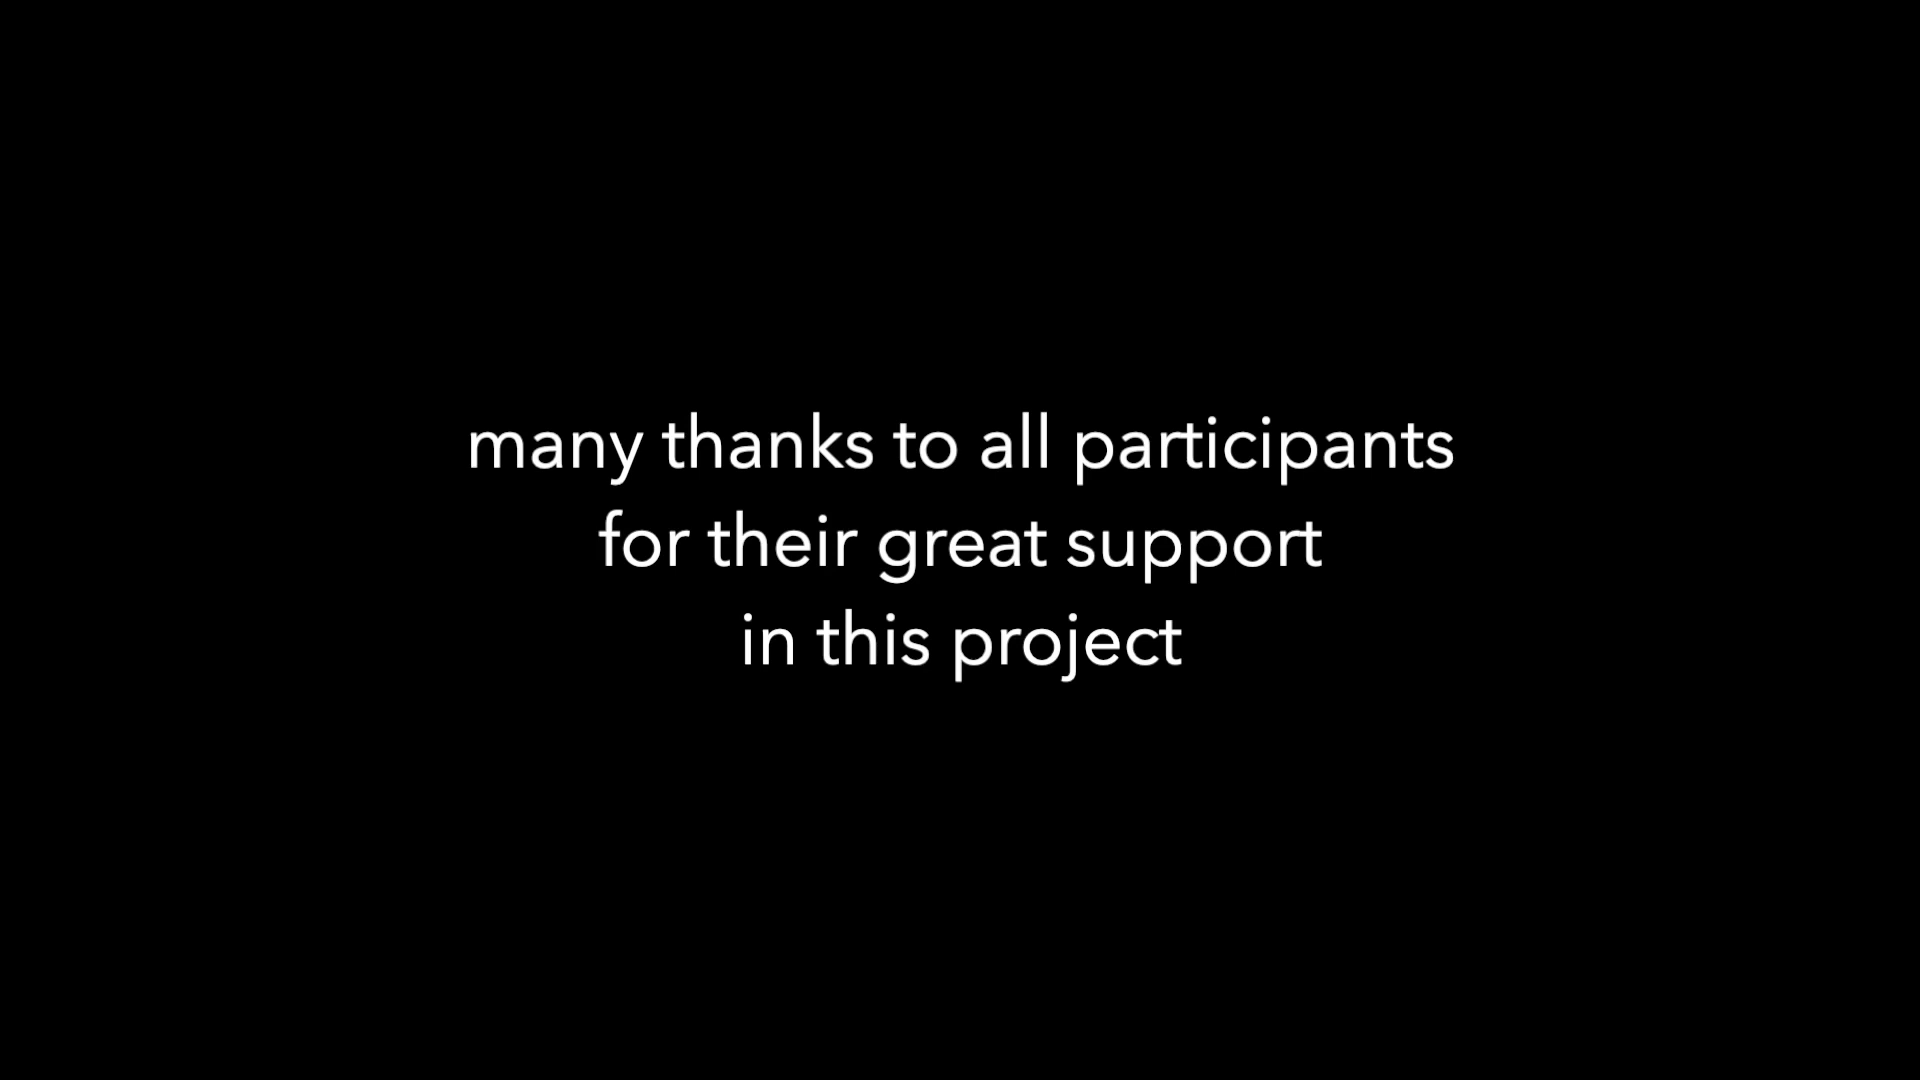 many thanks to all participants
for their great support
in this project